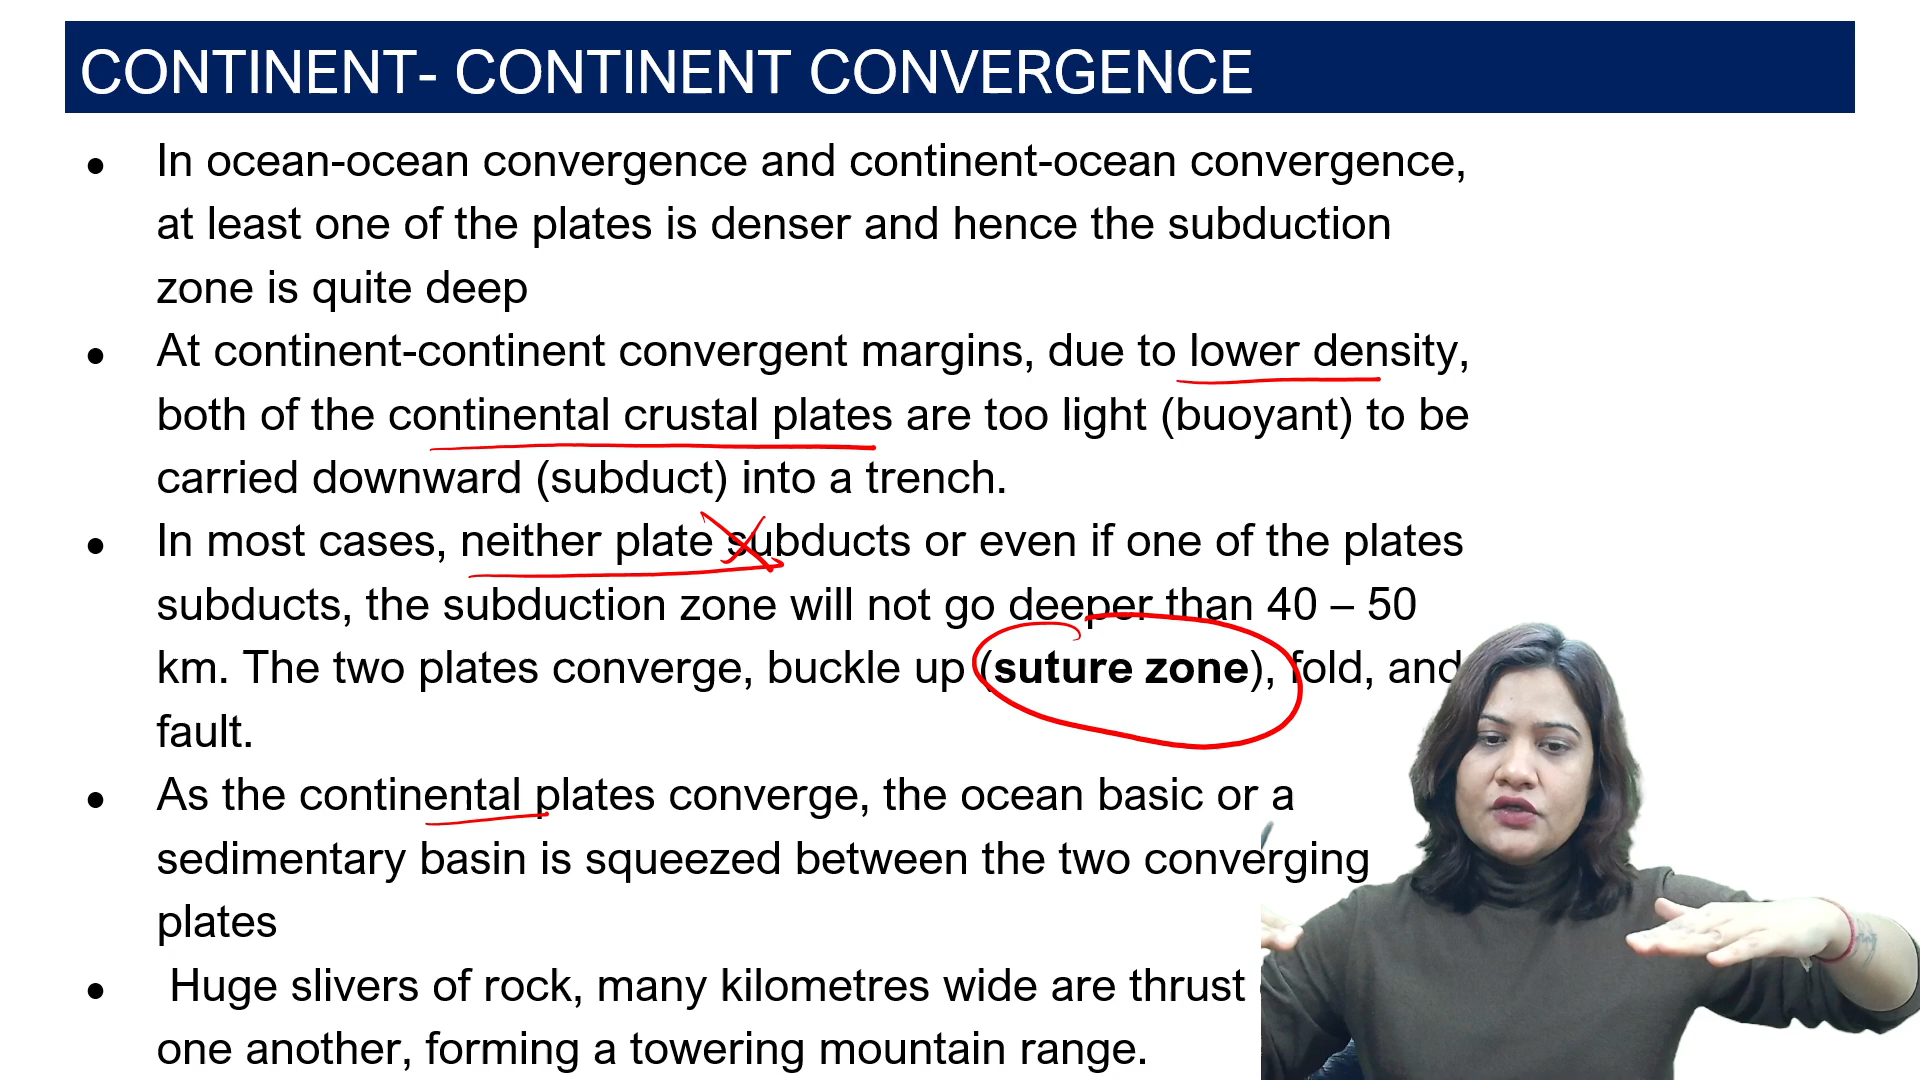 CONTINENT- CONTINENT CONVERGENCE
● In ocean-ocean convergence and continent-ocean convergence,
at least one of the plates is denser and hence the subduction
zone is quite deep
● At continent-continent convergent margins, due to lower density,
both of the continental crustal plates are too light (buoyant) to be
carried downward (subduct) into a trench.
● In most cases, neither plate subducts or even if one of the plates
subducts, the subduction zone will not go deeper than 40 – 50
km. The two plates converge, buckle up (suture zone), fold, and
fault.
● As the continental plates converge, the ocean basic or a
sedimentary basin is squeezed between the two converging
plates
● Huge slivers of rock, many kilometres wide are thrust
one another, forming a towering mountain range.